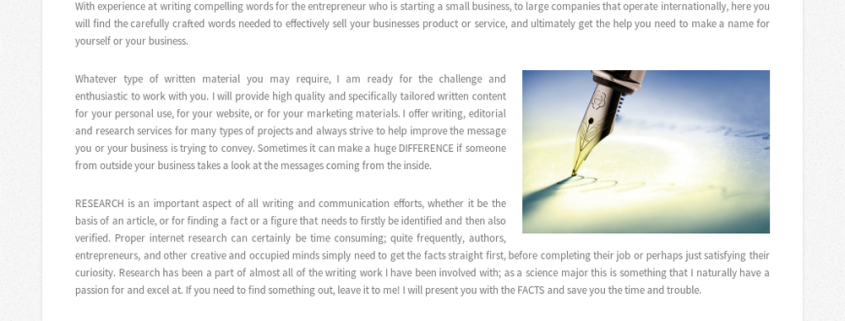 With experience at writing compelling words for the entrepreneur who is starting a small business, to large companies that operate internationally, here you
will find the carefully crafted words needed to effectively sell your businesses product or service, and ultimately get the help you need to make a name for
yourself or your business.
Whatever type of written material you may require, I am ready for the challenge and
enthusiastic to work with you. I will provide high quality and specifically tailored written content
for your personal use, for your website, or for your marketing materials. I offer writing, editorial
and research services for many types of projects and always strive to help improve the message
you or your business is trying to convey. Sometimes it can make a huge DIFFERENCE if someone
from outside your business takes a look at the messages coming from the inside.
RESEARCH is an important aspect of all writing and communication efforts, whether it be the
basis of an article, or for finding a fact or a figure that needs to firstly be identified and then also
verified. Proper internet research can certainly be time consuming; quite frequently, authors,
entrepreneurs, and other creative and occupied minds simply need to get the facts straight first, before completing their job or perhaps just satisfying their
curiosity. Research has been a part of almost all of the writing work I have been involved with; as a science major this is something that I naturally have a
passion for and excel at. If you need to find something out, leave it to me! I will present you with the FACTS and save you the time and trouble.